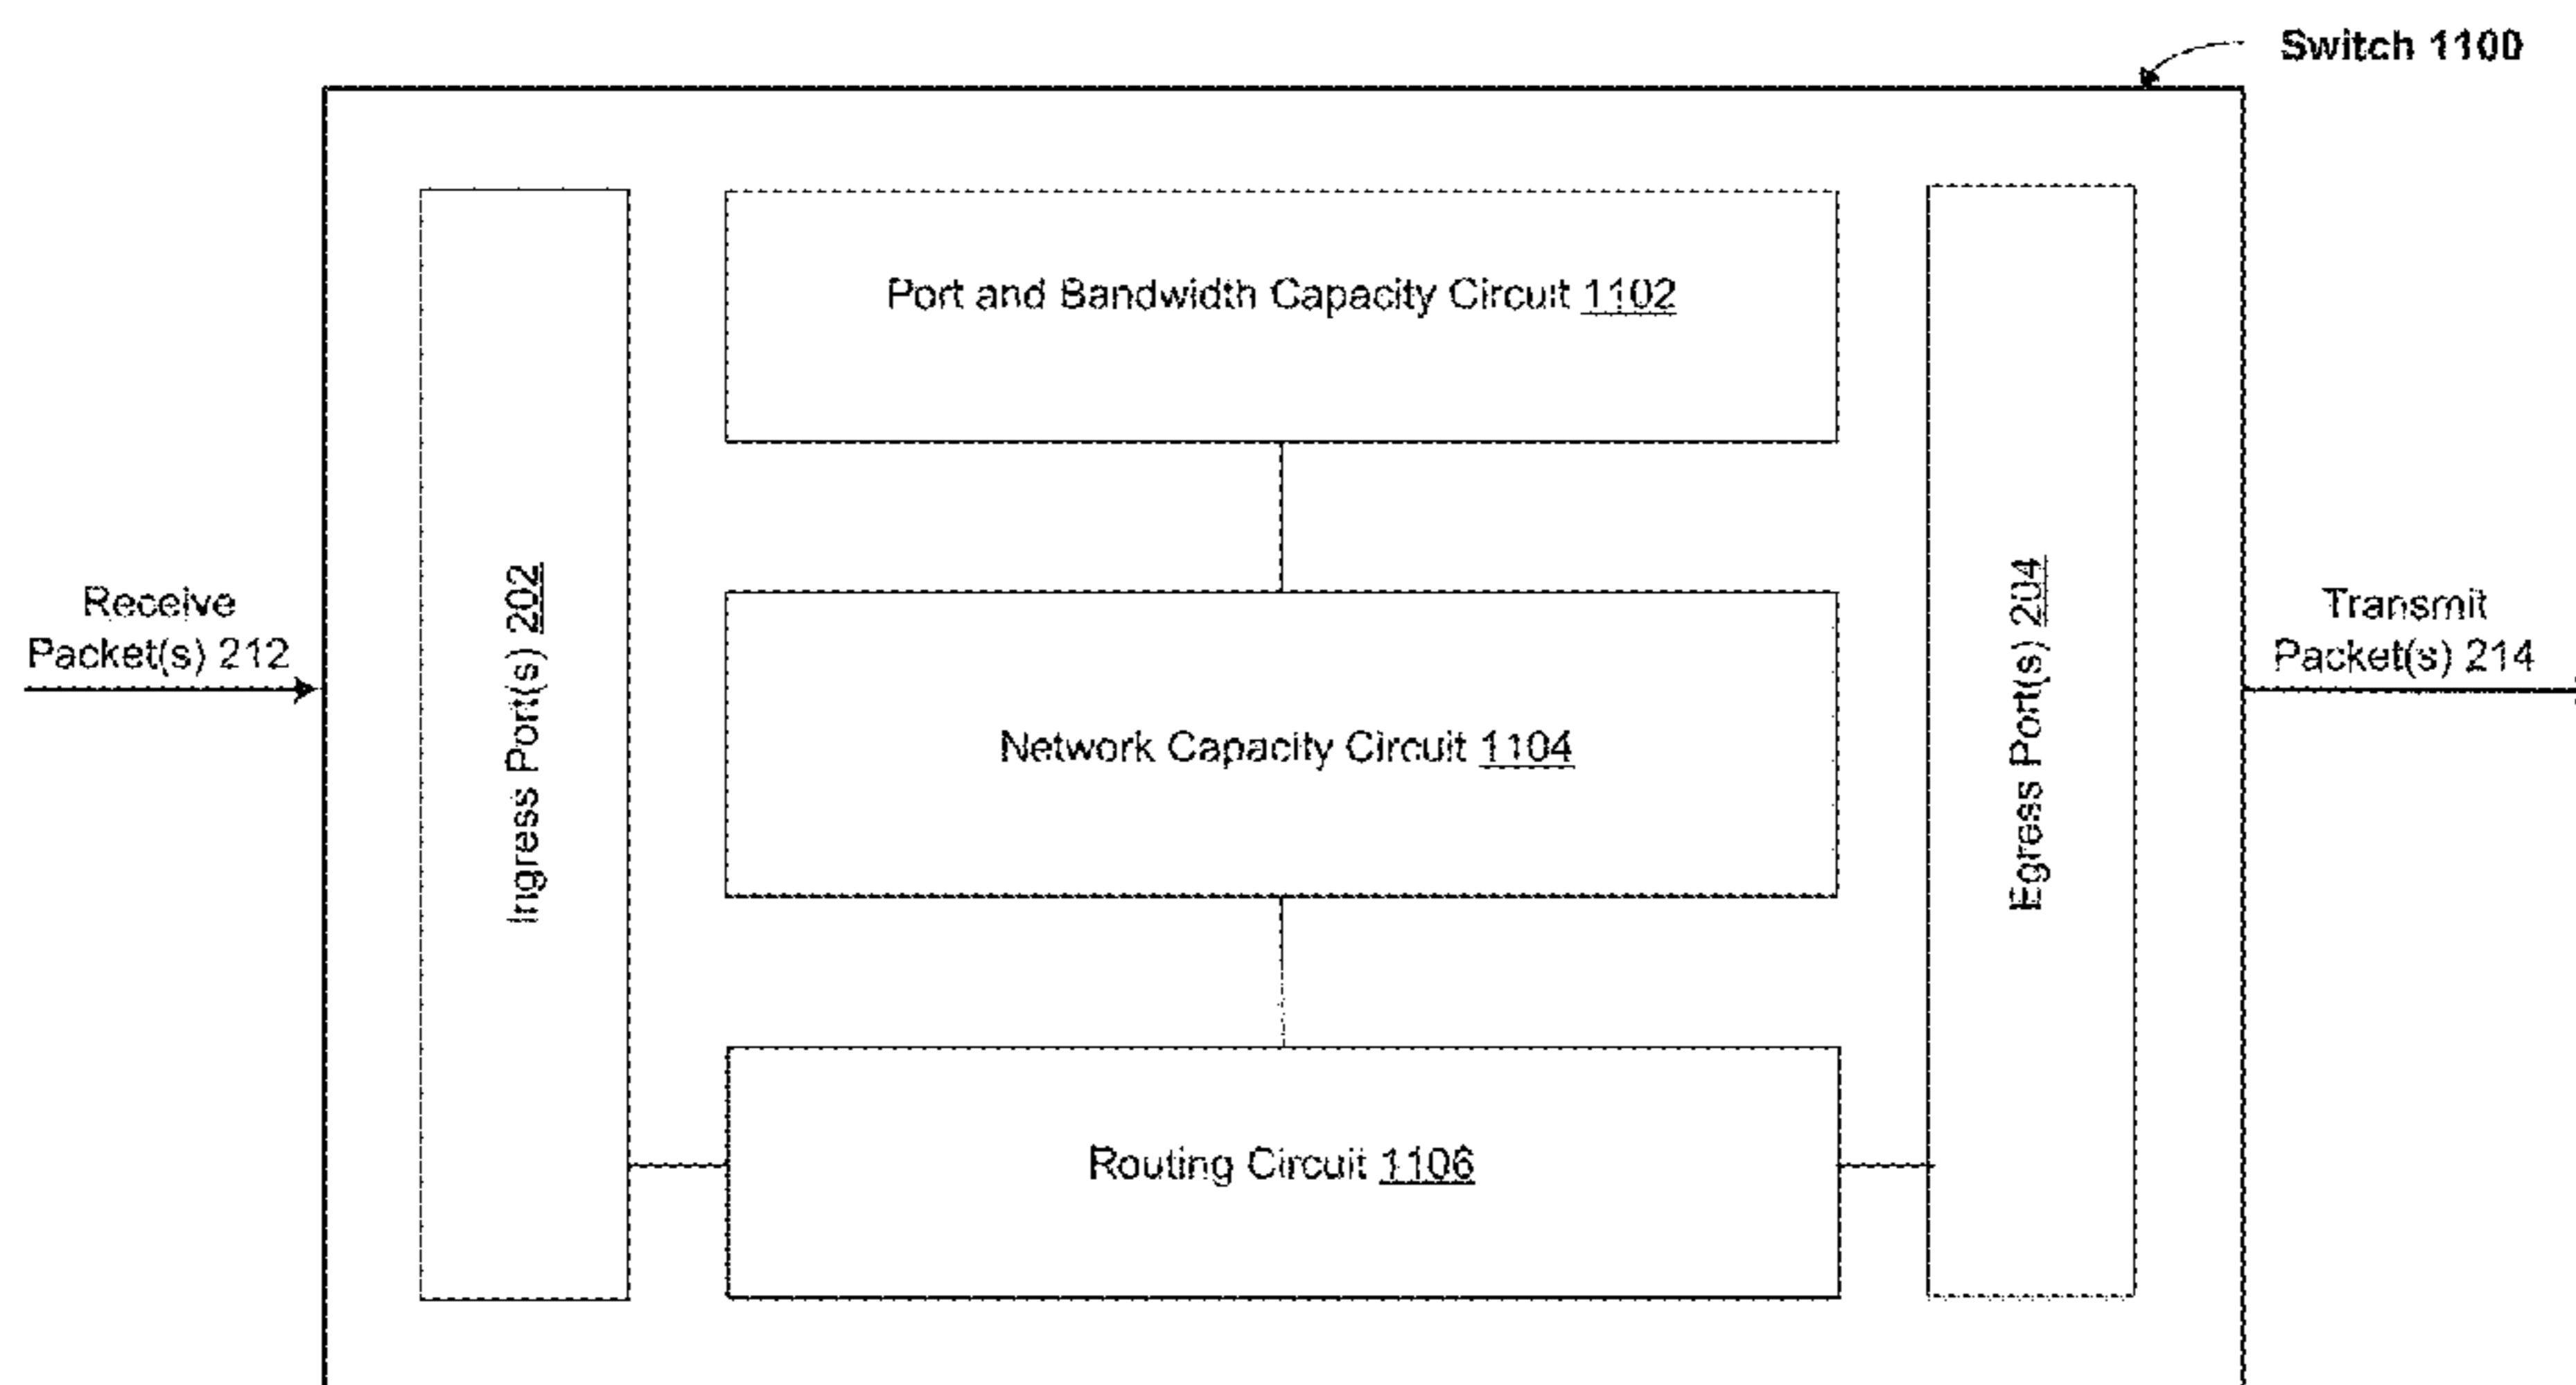 Switch 1100
Port and Bandwidth Capacity Circuit 1102
Receive
Packet(s) 212
Ingress Port(s) 202
Network Capacity Circuit 1104
Egress Port(s) 204
Transmit
Packet(s) 214
Routing Circuit 1106